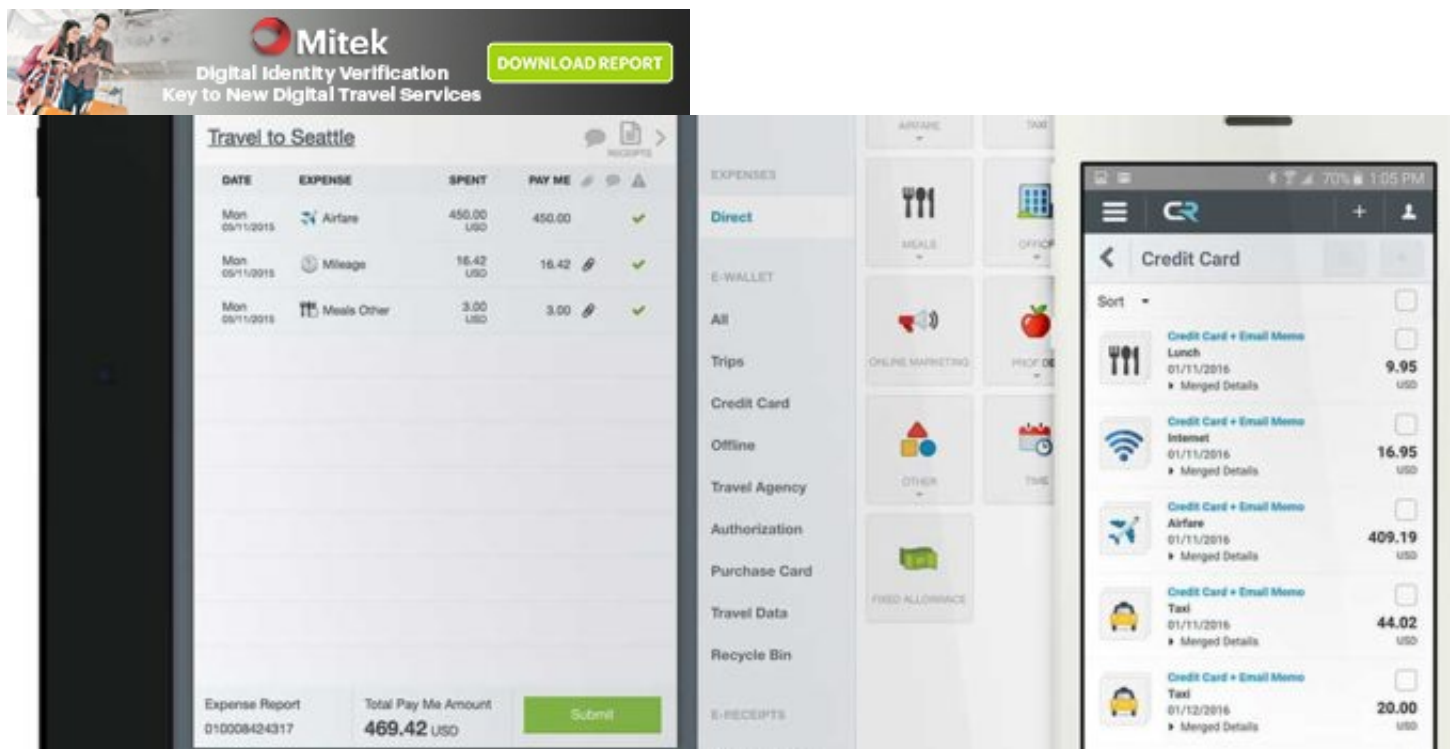 Mitek
Digital Identity Verification
Key to New Digital Travel Services
DOWNLOAD REPORT
Travel to Seattle
RECEIPTS
DATE EXPENSE SPENT PAY ME
Mon
05/11/2015
Airfare
450.00
USD
450.00
Mon
05/11/2015
Mileage
16.42
USD
16.42
Mon
05/11/2015
Meals Other
3.00
USD
3.00
Expense Report
010008424317
Total Pay Me Amount
469.42 USD
Submit
EXPENSES
Direct
E-WALLET
All
Trips
Credit Card
Offline
Travel Agency
Authorization
Purchase Card
Travel Data
Recycle Bin
E-RECEIPTS
AIRFARE
TAXI
MEALS
OFFICE
ONLINE MARKETING
PROF DE
OTHER
TIME
FIXED ALLOWANCE
70% 1:05 PM
CR
Credit Card
Sort
Credit Card + Email Memo
Lunch
01/11/2016
Merged Details
9.95
USD
Credit Card + Email Memo
Internet
01/11/2016
Merged Details
16.95
USD
Credit Card + Email Memo
Airfare
01/11/2016
Merged Details
409.19
USD
Credit Card + Email Memo
Taxi
01/11/2016
Merged Details
44.02
USD
Credit Card + Email Memo
Taxi
01/12/2016
Merged Details
20.00
USD